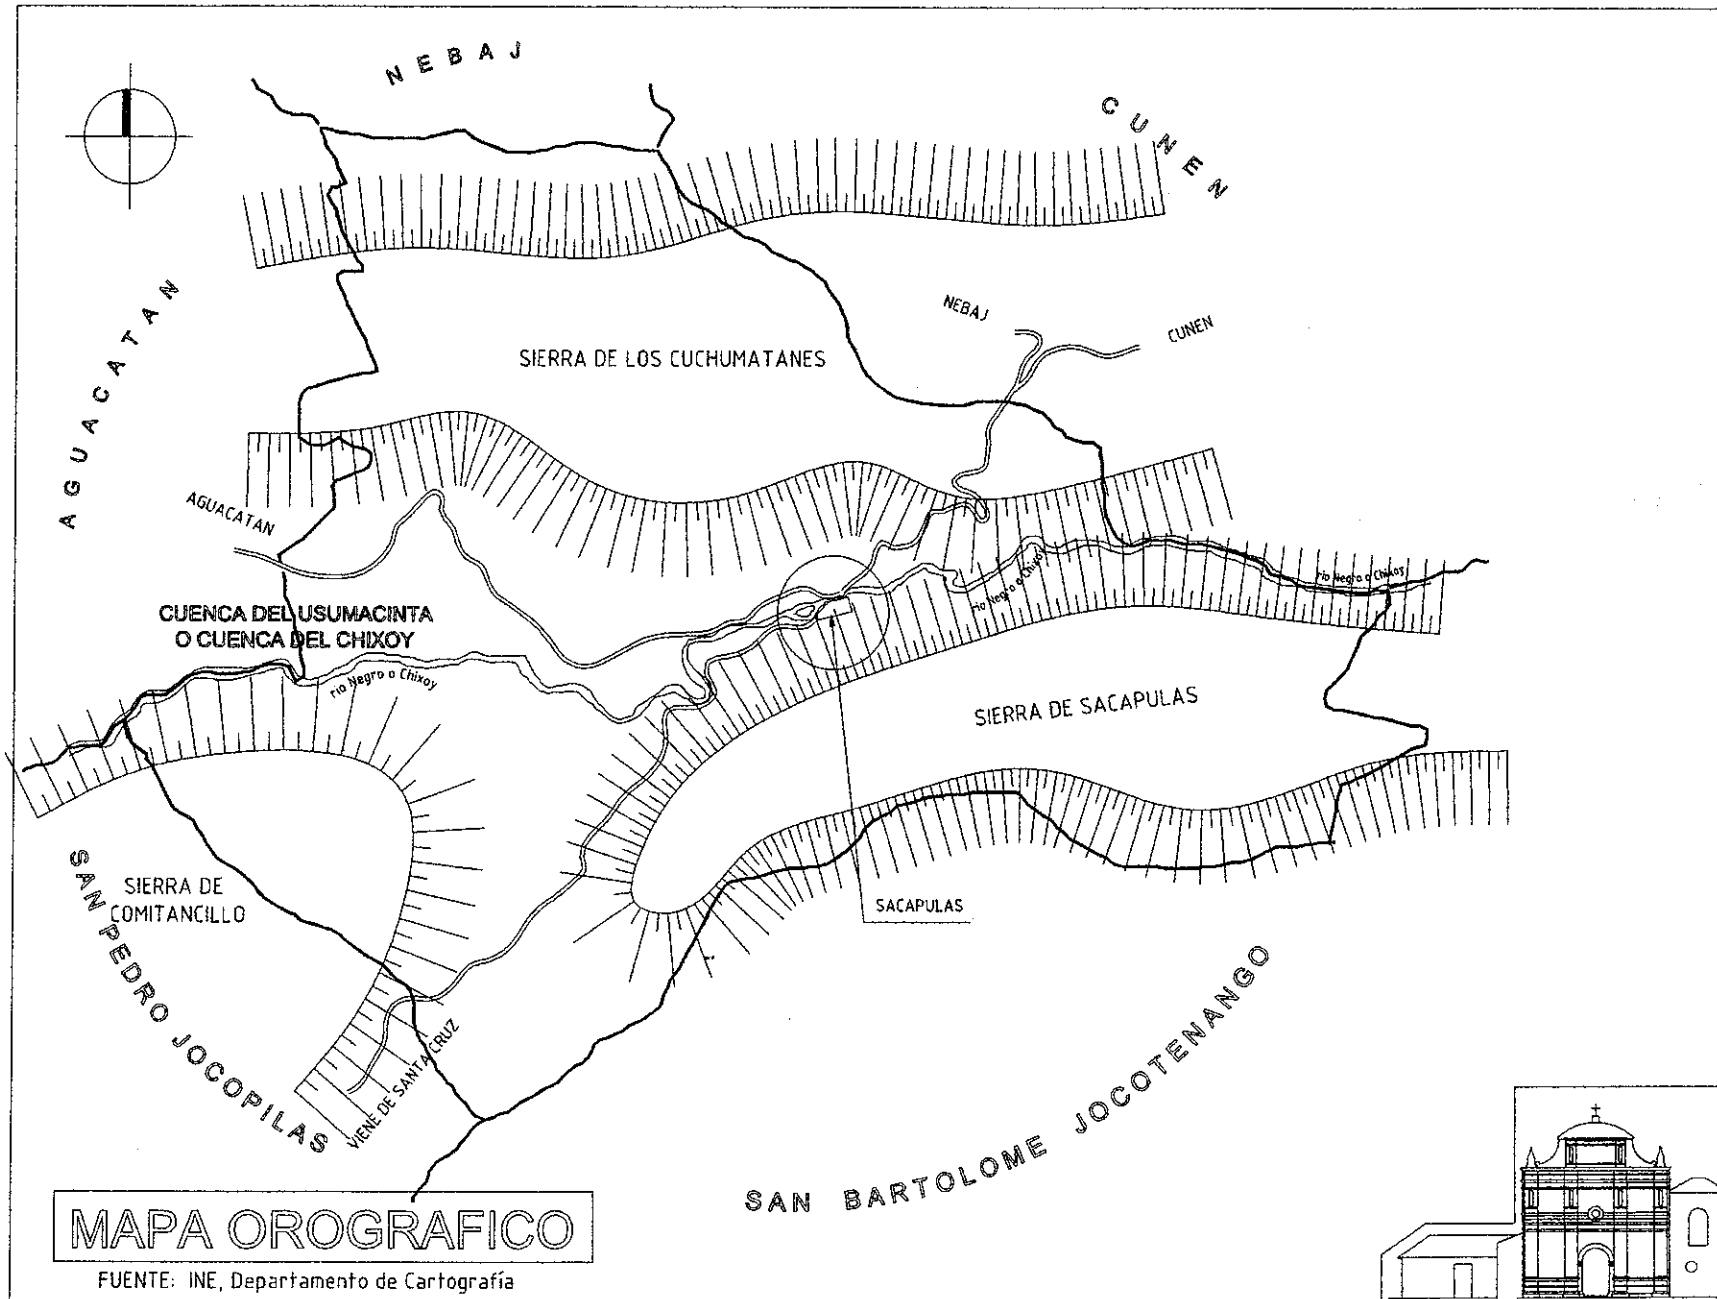 NEBAJ
CUNEN
AGUACATAN
NEBAJ
CUNEN
SIERRA DE LOS CUCHUMATANES
AGUACATAN
CUENCA DEL USUMACINTA
O CUENCA DEL CHIXOY
rio Negro o Chixoy
rio Negro o Chixoy
rio Negro o Chixoy
SIERRA DE SACAPULAS
SIERRA DE
COMITANCILLO
SACAPULAS
SAN PEDRO JOCOPILAS
VIENE DE SANTA CRUZ
SAN BARTOLOME JOCOTENANGO
MAPA OROGRAFICO
FUENTE: INE, Departamento de Cartografía